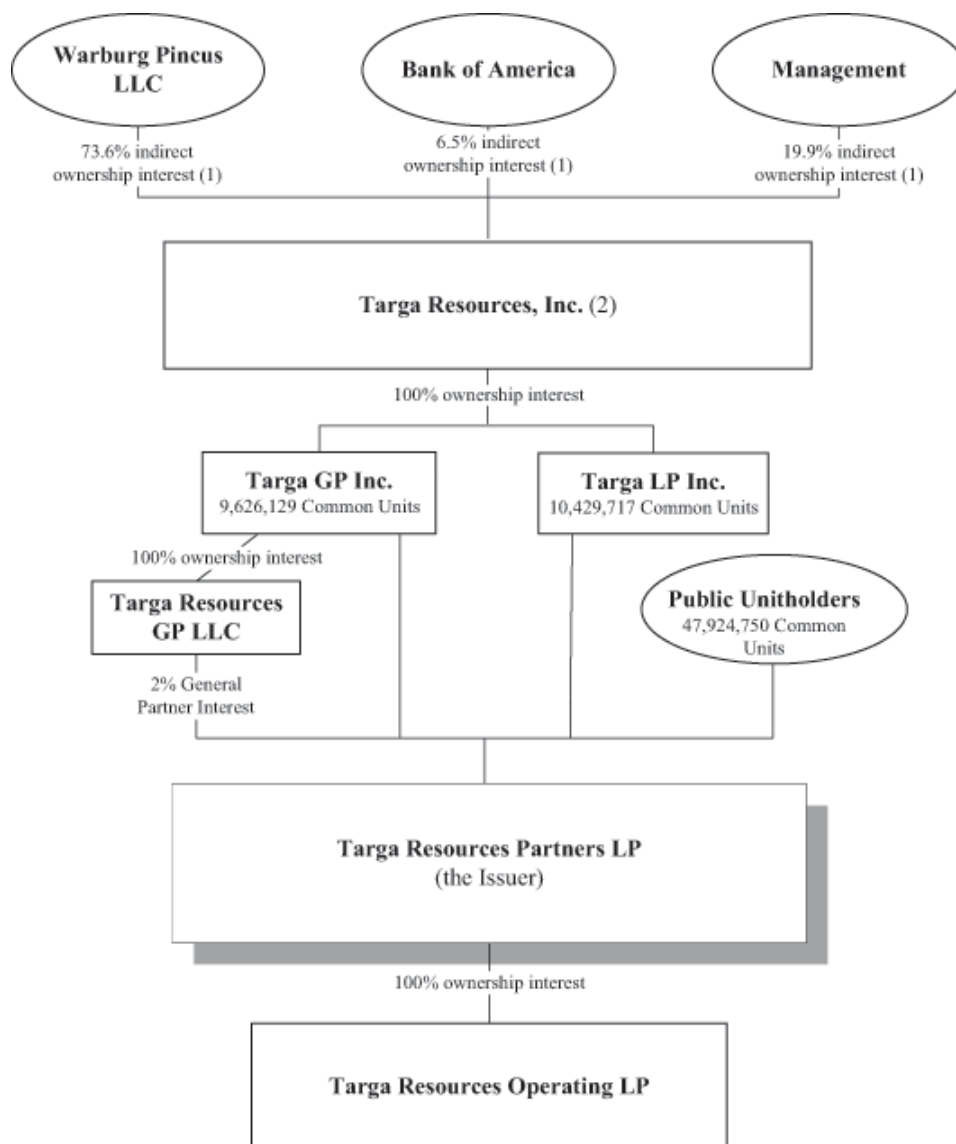 Warburg Pincus
LLC
Bank of America
Management
73.6% indirect
ownership interest (1)
6.5% indirect
ownership interest (1)
19.9% indirect
ownership interest (1)
Targa Resources, Inc. (2)
100% ownership interest
Targa GP Inc.
9,626,129 Common Units
Targa LP Inc.
10,429,717 Common Units
100% ownership interest
Targa Resources
GP LLC
Public Unitholders
47,924,750 Common
Units
2% General
Partner Interest
Targa Resources Partners LP
(the Issuer)
100% ownership interest
Targa Resources Operating LP